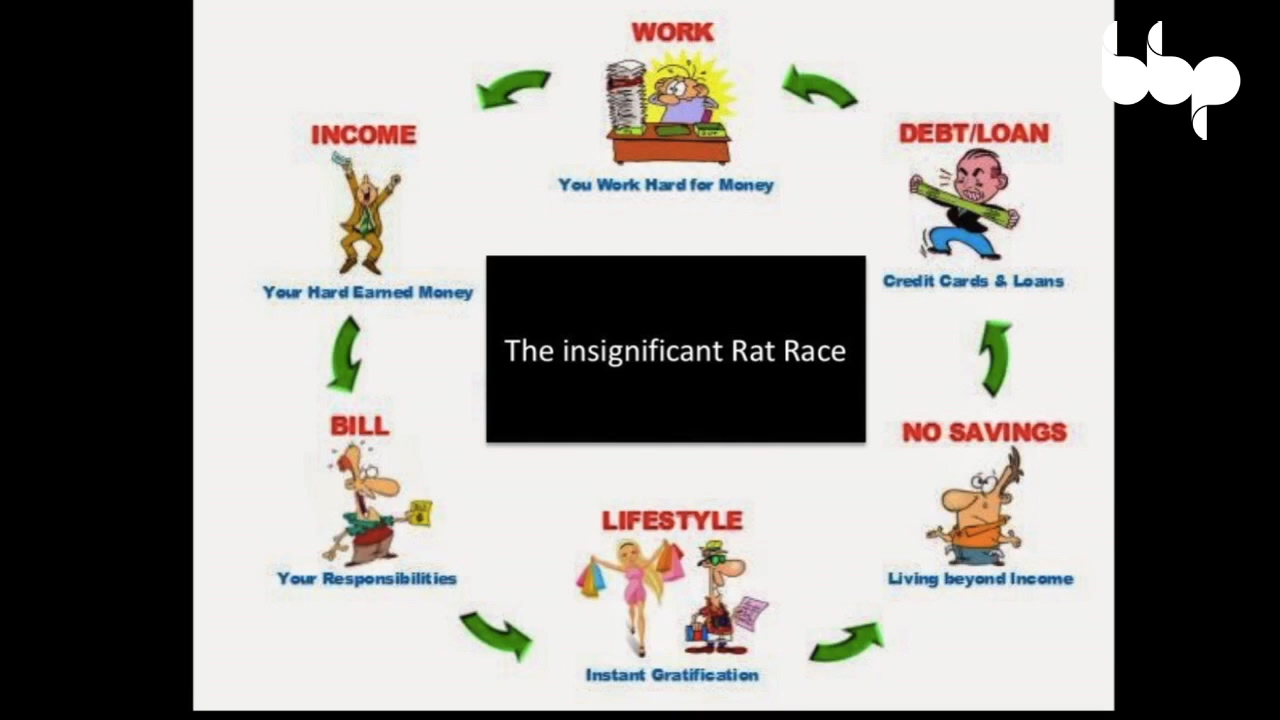 WORK
You Work Hard for Money
INCOME
Your Hard Earned Money
BILL
Your Responsibilities
LIFESTYLE
Instant Gratification
NO SAVINGS
Living beyond Income
DEBT/LOAN
Credit Cards & Loans
The insignificant Rat Race
bbp